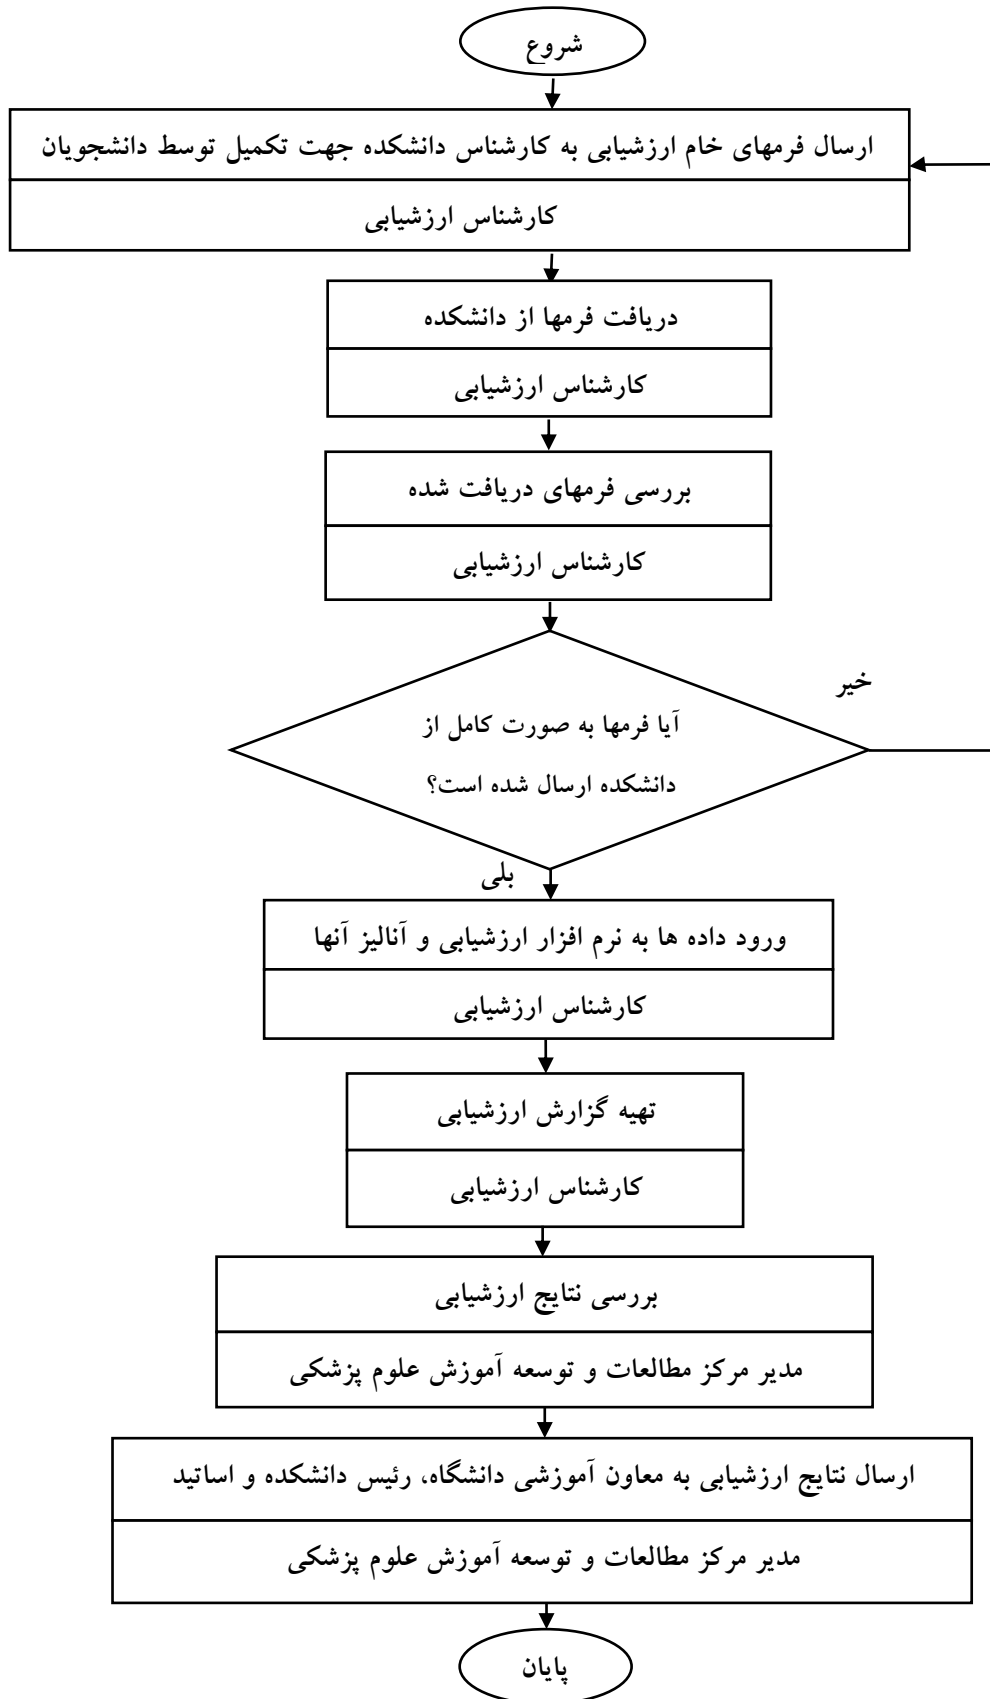 شروع
ارسال فرمهای خام ارزشیابی به کارشناس دانشکده جهت تکمیل توسط دانشجویان
کارشناس ارزشیابی
دریافت فرمها از دانشکده
کارشناس ارزشیابی
بررسی فرمهای دریافت شده
کارشناس ارزشیابی
خیر
آیا فرمها به صورت کامل از
دانشکده ارسال شده است؟
بلی
ورود داده ها به نرم افزار ارزشیابی و آنالیز آنها
کارشناس ارزشیابی
تهیه گزارش ارزشیابی
کارشناس ارزشیابی
بررسی نتایج ارزشیابی
مدیر مرکز مطالعات و توسعه آموزش علوم پزشکی
ارسال نتایج ارزشیابی به معاون آموزشی دانشگاه، رئیس دانشکده و اساتید
مدیر مرکز مطالعات و توسعه آموزش علوم پزشکی
پایان